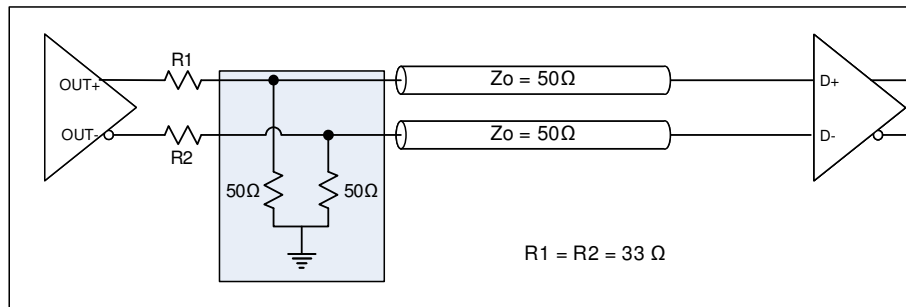 R1
OUT+
Zo = 50Ω
D+
OUT-
Zo = 50Ω
D-
R2
50Ω
50Ω
R1 = R2 = 33 Ω